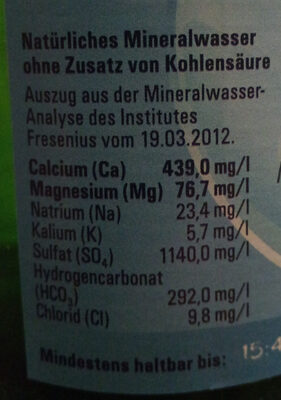 Natürliches Mineralwasser
ohne Zusatz von Kohlensäure
Auszug aus der Mineralwasser-
Analyse des Institutes
Fresenius vom 19.03.2012.
Calcium (Ca) 439,0 mg/l
Magnesium (Mg) 76,7 mg/l
Natrium (Na) 23,4 mg/l
Kalium (K) 5,7 mg/l
Sulfat (SO₄) 1140,0 mg/l
Hydrogencarbonat
(HCO₃) 292,0 mg/l
Chlorid (Cl) 9,8 mg/l
Mindestens haltbar bis: